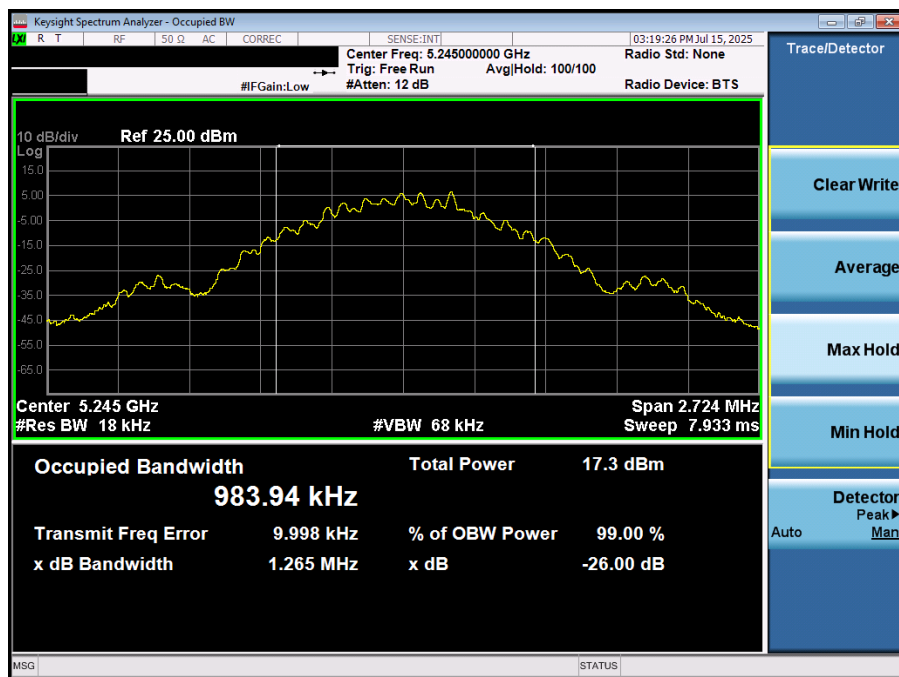 Keysight Spectrum Analyzer - Occupied BW
LXI R T RF 50 Ω AC CORREC SENSE:INT 03:19:26 PM Jul 15, 2025
Center Freq: 5.245000000 GHz Radio Std: None
Trig: Free Run Avg|Hold: 100/100
#IFGain:Low #Atten: 12 dB Radio Device: BTS
Trace/Detector
10 dB/div Ref 25.00 dBm
Log
15.0
5.00
-5.00
-15.0
-25.0
-35.0
-45.0
-55.0
-65.0
Center 5.245 GHz Span 2.724 MHz
#Res BW 18 kHz #VBW 68 kHz Sweep 7.933 ms
Occupied Bandwidth Total Power 17.3 dBm
983.94 kHz
Transmit Freq Error 9.998 kHz % of OBW Power 99.00 %
x dB Bandwidth 1.265 MHz x dB -26.00 dB
Clear Write
Average
Max Hold
Min Hold
Detector
Peak▶
Auto Man
MSG STATUS